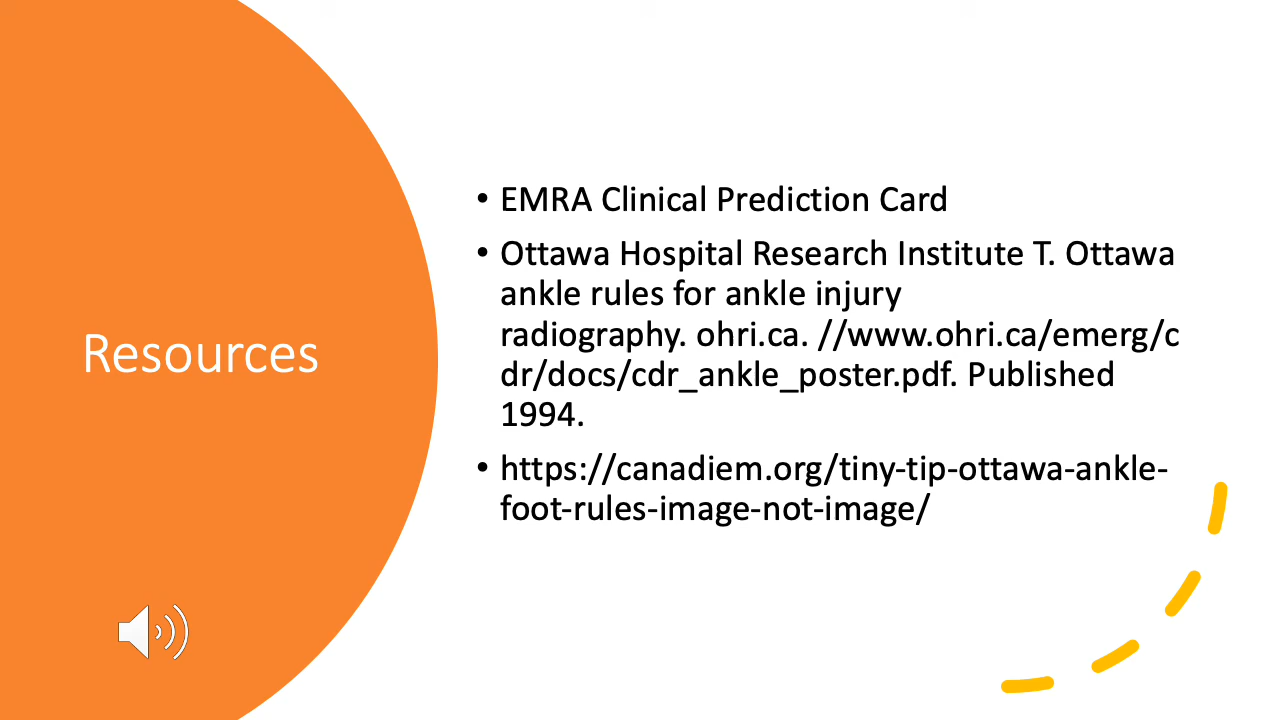 Resources
• EMRA Clinical Prediction Card
• Ottawa Hospital Research Institute T. Ottawa
ankle rules for ankle injury
radiography. ohri.ca. //www.ohri.ca/emerg/c
dr/docs/cdr_ankle_poster.pdf. Published
1994.
• https://canadiem.org/tiny-tip-ottawa-ankle-
foot-rules-image-not-image/